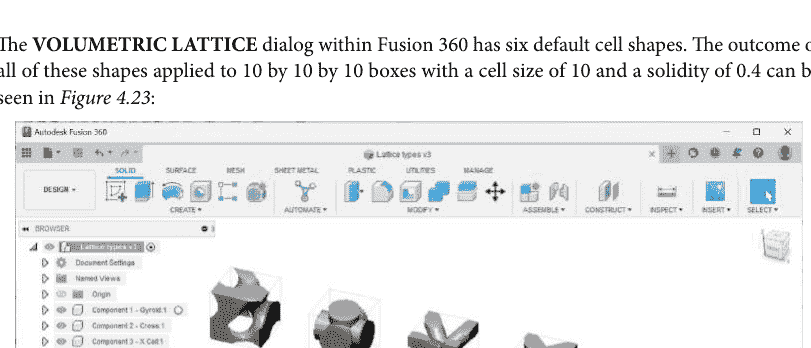 The VOLUMETRIC LATTICE dialog within Fusion 360 has six default cell shapes. The outcome
all of these shapes applied to 10 by 10 by 10 boxes with a cell size of 10 and a solidity of 0.4 can
seen in Figure 4.23:
Autodesk Fusion 360
Lattice types v3
SOLID SURFACE MESH SHEET METAL PLASTIC UTILITIES MANAGE
DESIGN
CREATE AUTOMATE MODIFY ASSEMBLE CONSTRUCT INSPECT INSERT SELECT
BROWSER
Lattice types v3
Document Settings
Named Views
Origin
Component 1 - Gyroid:1
Component 2 - Cross:1
Component 3 - X Cell:1